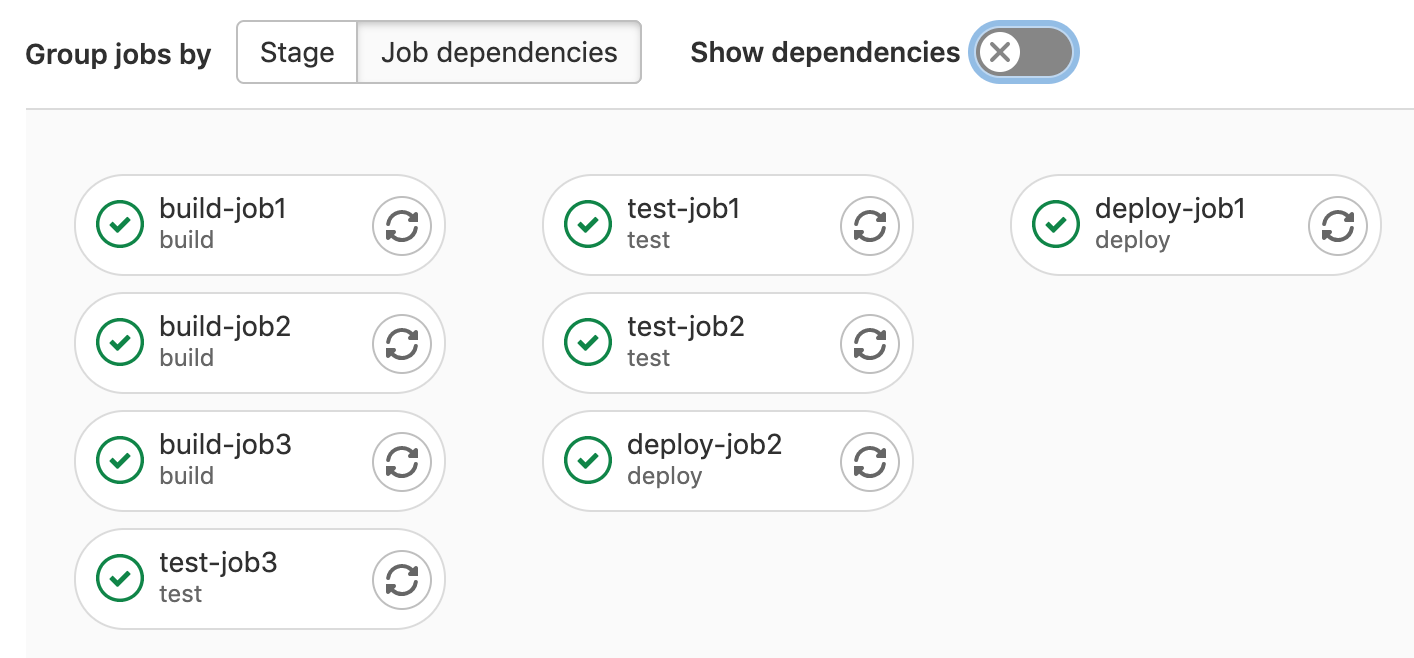 Group jobs by Stage Job dependencies Show dependencies
build-job1
build
build-job2
build
build-job3
build
test-job3
test
test-job1
test
test-job2
test
deploy-job2
deploy
deploy-job1
deploy